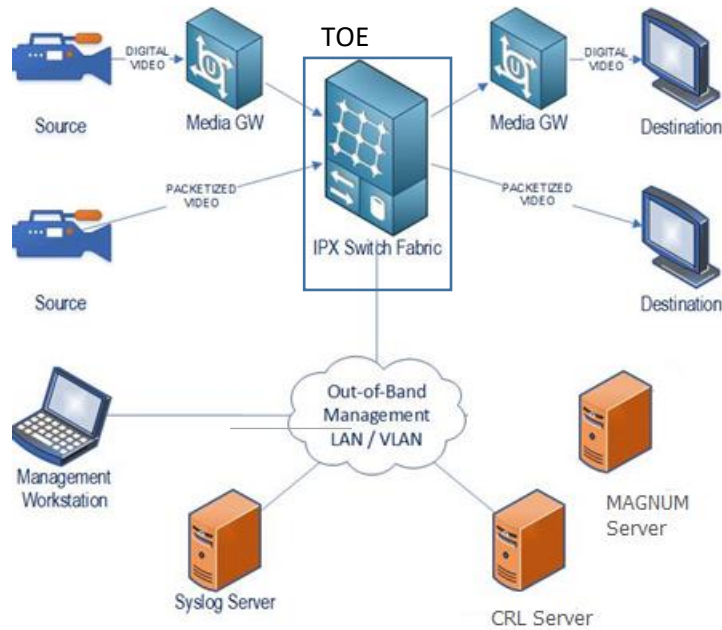 TOE
DIGITAL
VIDEO
DIGITAL
VIDEO
Source
Media GW
Media GW
Destination
PACKETIZED
VIDEO
PACKETIZED
VIDEO
IPX Switch Fabric
Source
Destination
Out-of-Band
Management
LAN / VLAN
Management
Workstation
MAGNUM
Server
Syslog Server
CRL Server